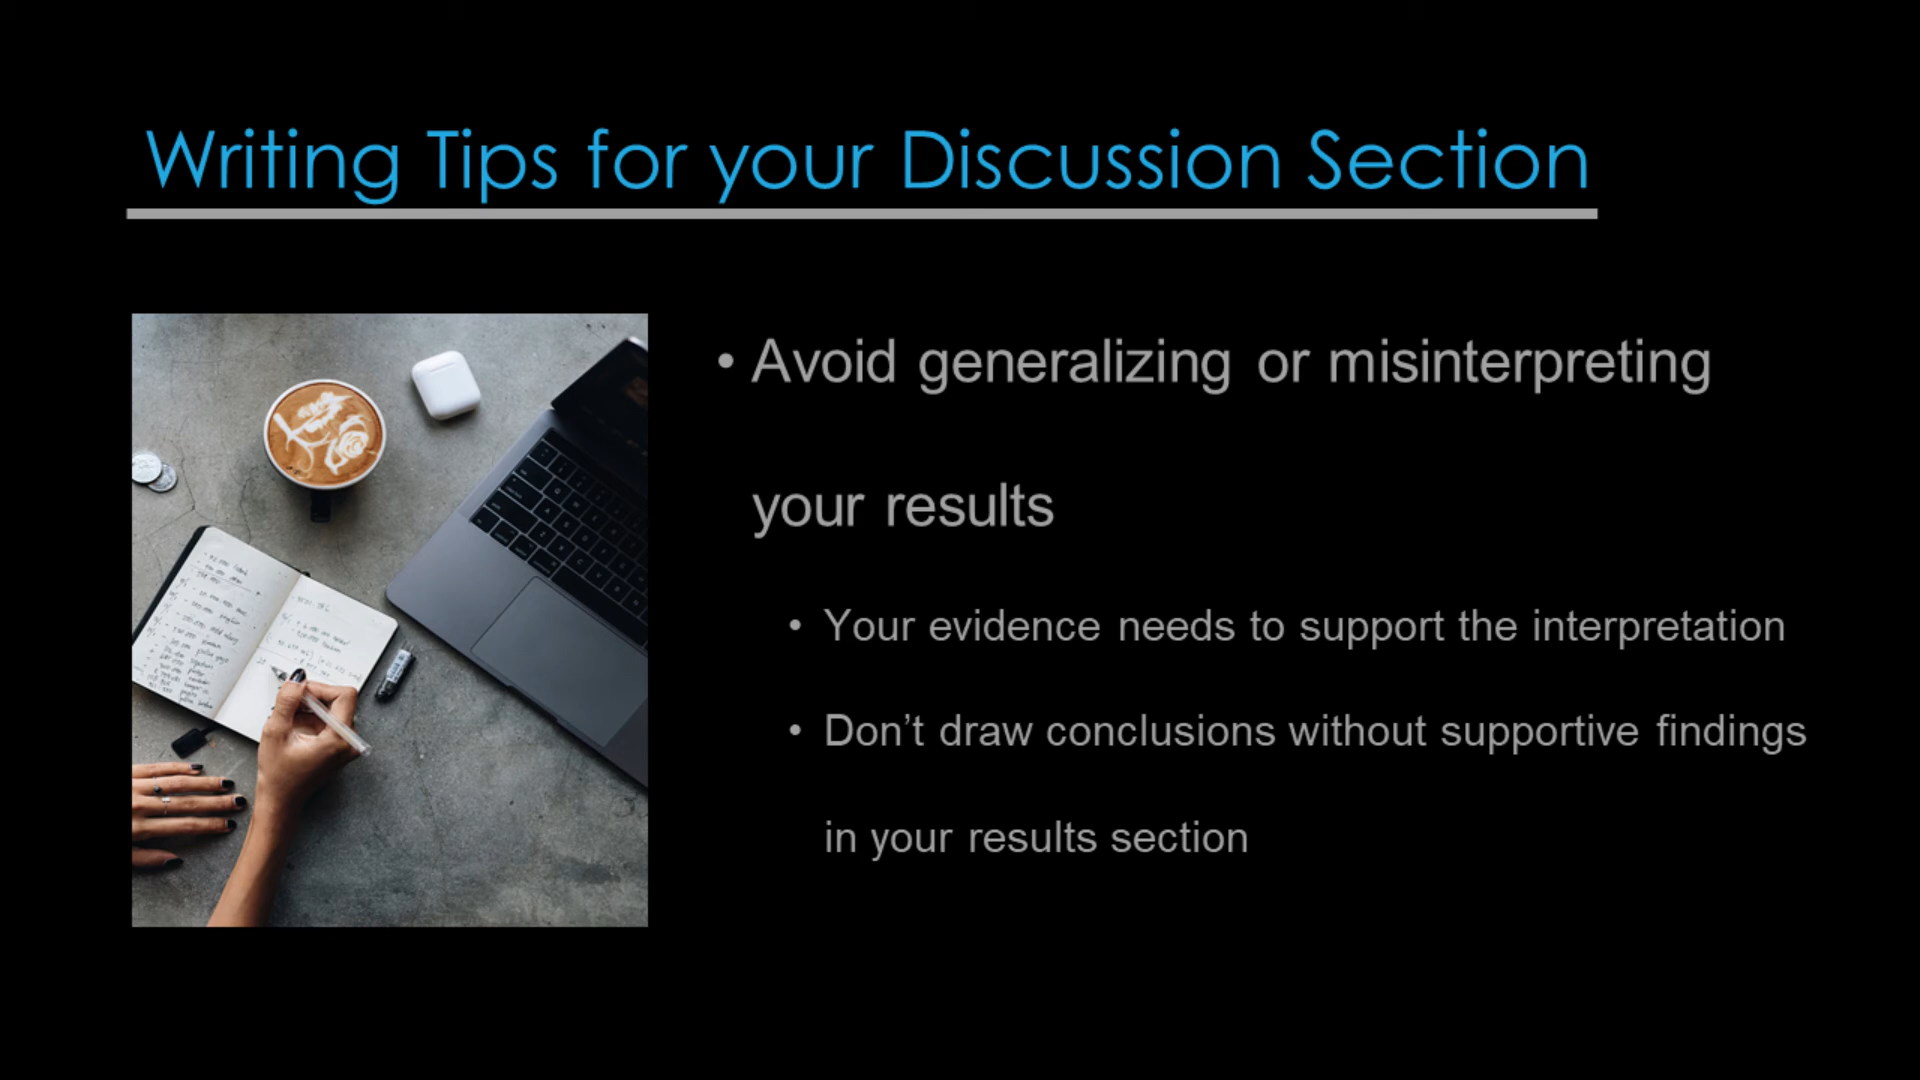 Writing Tips for your Discussion Section
• Avoid generalizing or misinterpreting
your results
• Your evidence needs to support the interpretation
• Don’t draw conclusions without supportive findings
in your results section